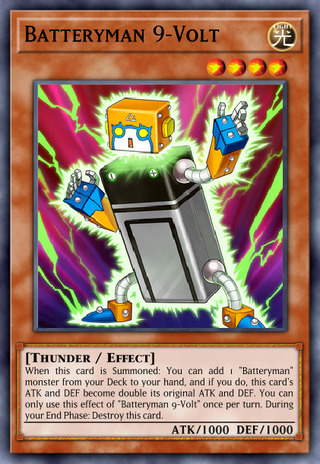 Batteryman 9-Volt
LIGHT
光
[Thunder / Effect]
When this card is Summoned: You can add 1 "Batteryman"
monster from your Deck to your hand, and if you do, this card's
ATK and DEF become double its original ATK and DEF. You can
only use this effect of "Batteryman 9-Volt" once per turn. During
your End Phase: Destroy this card.
ATK/1000 DEF/1000